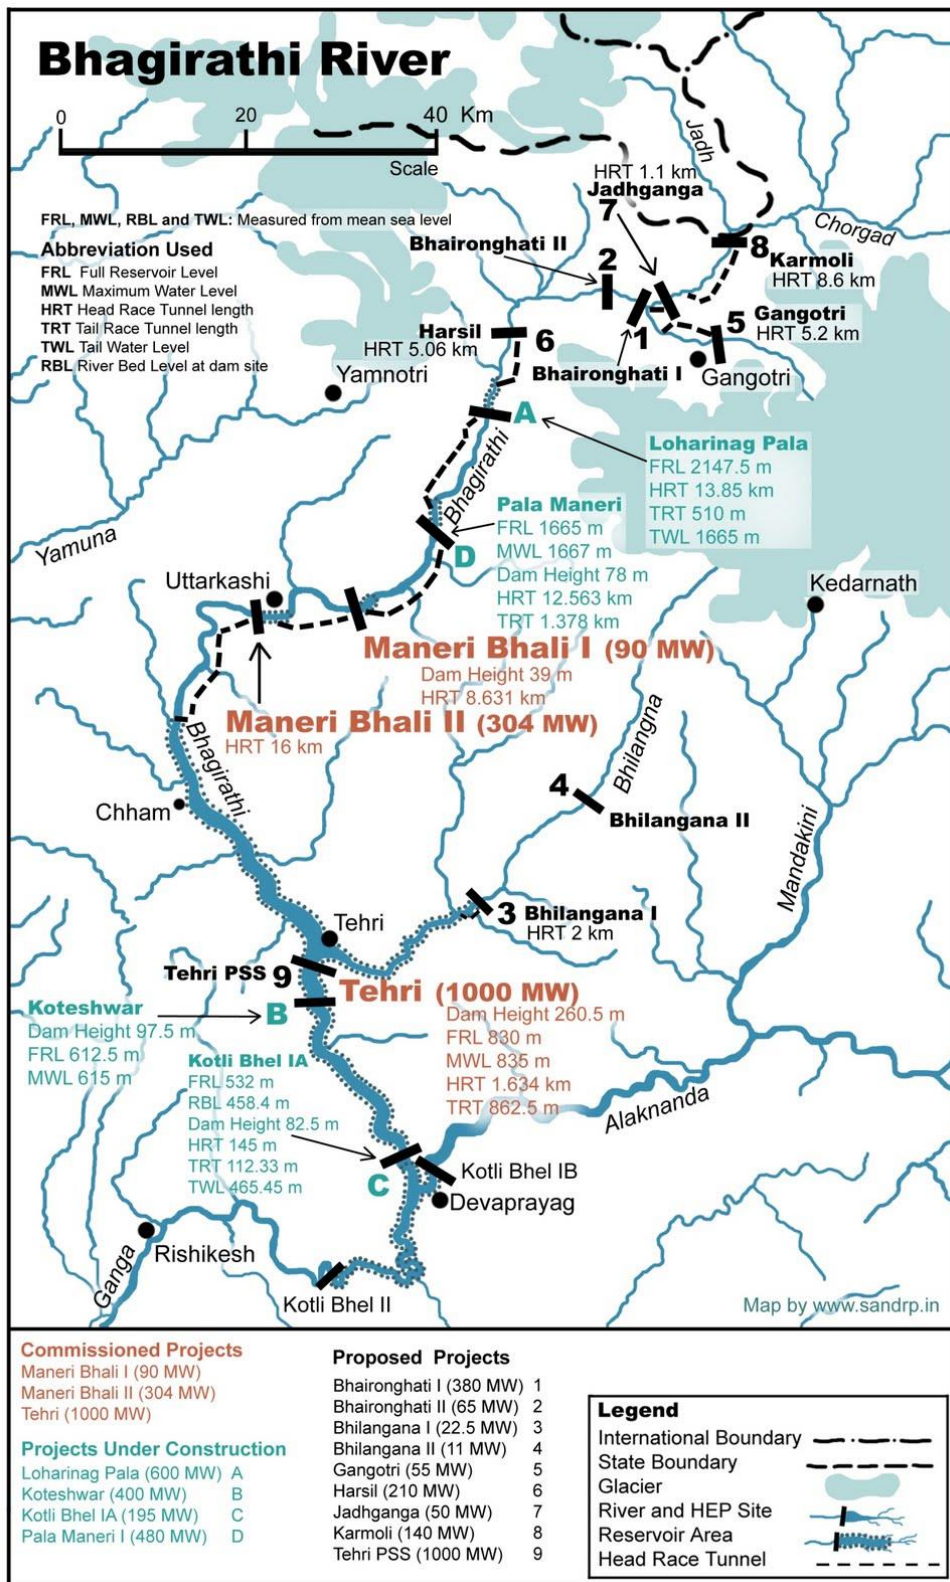 Bhagirathi River
0 20 40 Km
Scale
FRL, MWL, RBL and TWL: Measured from mean sea level
Abbreviation Used
FRL Full Reservoir Level
MWL Maximum Water Level
HRT Head Race Tunnel length
TRT Tail Race Tunnel length
TWL Tail Water Level
RBL River Bed Level at dam site
Jadh
HRT 1.1 km
Jadhganga
7
Chorgad
Bhaironghati II
2
8
Karmoli
HRT 8.6 km
Harsil
HRT 5.06 km
6
1
Bhaironghati I
5
Gangotri
HRT 5.2 km
Gangotri
Yamnotri
A
Bhagirathi
Loharinag Pala
FRL 2147.5 m
HRT 13.85 km
TRT 510 m
TWL 1665 m
Pala Maneri
FRL 1665 m
MWL 1667 m
Dam Height 78 m
HRT 12.563 km
TRT 1.378 km
D
Yamuna
Uttarkashi
Kedarnath
Maneri Bhali I (90 MW)
Dam Height 39 m
HRT 8.631 km
Maneri Bhali II (304 MW)
HRT 16 km
Bhagirathi
Bhilangna
Chham
4
Bhilangana II
Mandakini
3
Bhilangana I
HRT 2 km
Tehri
Tehri PSS
9
Tehri (1000 MW)
Dam Height 260.5 m
FRL 830 m
MWL 835 m
HRT 1.634 km
TRT 862.5 m
Koteshwar
Dam Height 97.5 m
FRL 612.5 m
MWL 615 m
B
Kotli Bhel IA
FRL 532 m
RBL 458.4 m
Dam Height 82.5 m
HRT 145 m
TRT 112.33 m
TWL 465.45 m
C
Alaknanda
Kotli Bhel IB
Devaprayag
Ganga
Rishikesh
Kotli Bhel II
Map by www.sandrp.in
Commissioned Projects
Maneri Bhali I (90 MW)
Maneri Bhali II (304 MW)
Tehri (1000 MW)
Projects Under Construction
Loharinag Pala (600 MW) A
Koteshwar (400 MW) B
Kotli Bhel IA (195 MW) C
Pala Maneri I (480 MW) D
Proposed Projects
Bhaironghati I (380 MW) 1
Bhaironghati II (65 MW) 2
Bhilangana I (22.5 MW) 3
Bhilangana II (11 MW) 4
Gangotri (55 MW) 5
Harsil (210 MW) 6
Jadhganga (50 MW) 7
Karmoli (140 MW) 8
Tehri PSS (1000 MW) 9
Legend
International Boundary
State Boundary
Glacier
River and HEP Site
Reservoir Area
Head Race Tunnel